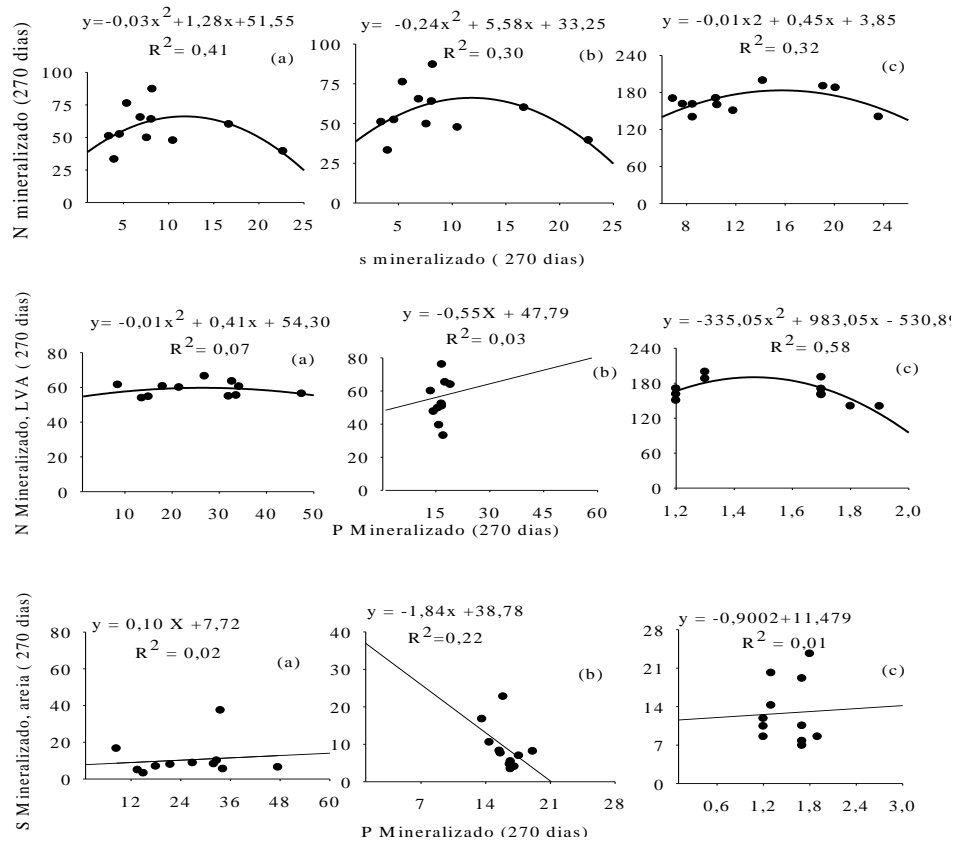 y=-0,03x²+1,28x+51,55
R²= 0,41
(a)
y= -0,24x² + 5,58x + 33,25
R²= 0,30
(b)
y = -0,01x2 + 0,45x + 3,85
R² = 0,32
(c)
N mineralizado (270 dias)
100
75
50
25
0
5 10 15 20 25
100
75
50
25
0
5 10 15 20 25
240
180
120
60
0
8 12 16 20 24
s mineralizado ( 270 dias)
y= -0,01x² + 0,41x + 54,30
R²= 0,07
(a)
y = -0,55X + 47,79
R² = 0,03
(b)
y = -335,05x² + 983,05x - 530,89
R²= 0,58
(c)
N Mineralizado, LVA ( 270 dias)
80
60
40
20
0
10 20 30 40 50
80
60
40
20
0
15 30 45 60
240
180
120
60
0
1,2 1,4 1,6 1,8 2,0
P Mineralizado (270 dias)
y = 0,10 X +7,72
R² = 0,02
(a)
y = -1,84x +38,78
R²=0,22
(b)
y = -0,9002+11,479
R² = 0,01
(c)
S Mineralizado, areia ( 270 dias)
80
60
40
20
0
12 24 36 48 60
40
30
20
10
0
7 14 21 28
28
21
14
7
0
0,6 1,2 1,8 2,4 3,0
P Mineralizado (270 dias)